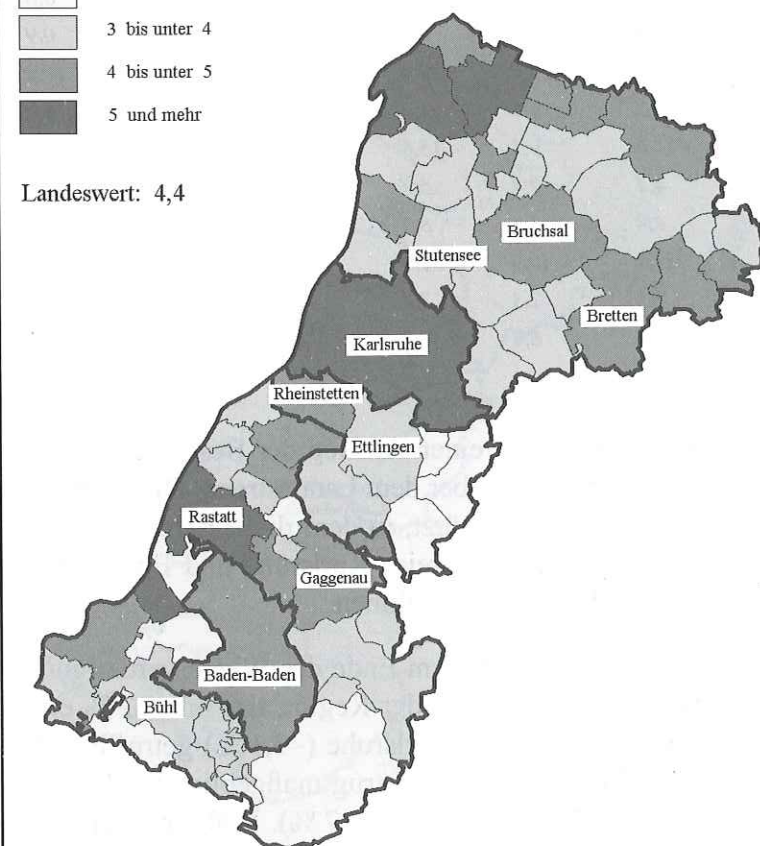 3 bis unter 4
4 bis unter 5
5 und mehr
Landeswert: 4,4
Bruchsal
Stutensee
Bretten
Karlsruhe
Rheinstetten
Ettlingen
Rastatt
Gaggenau
Baden-Baden
Bühl